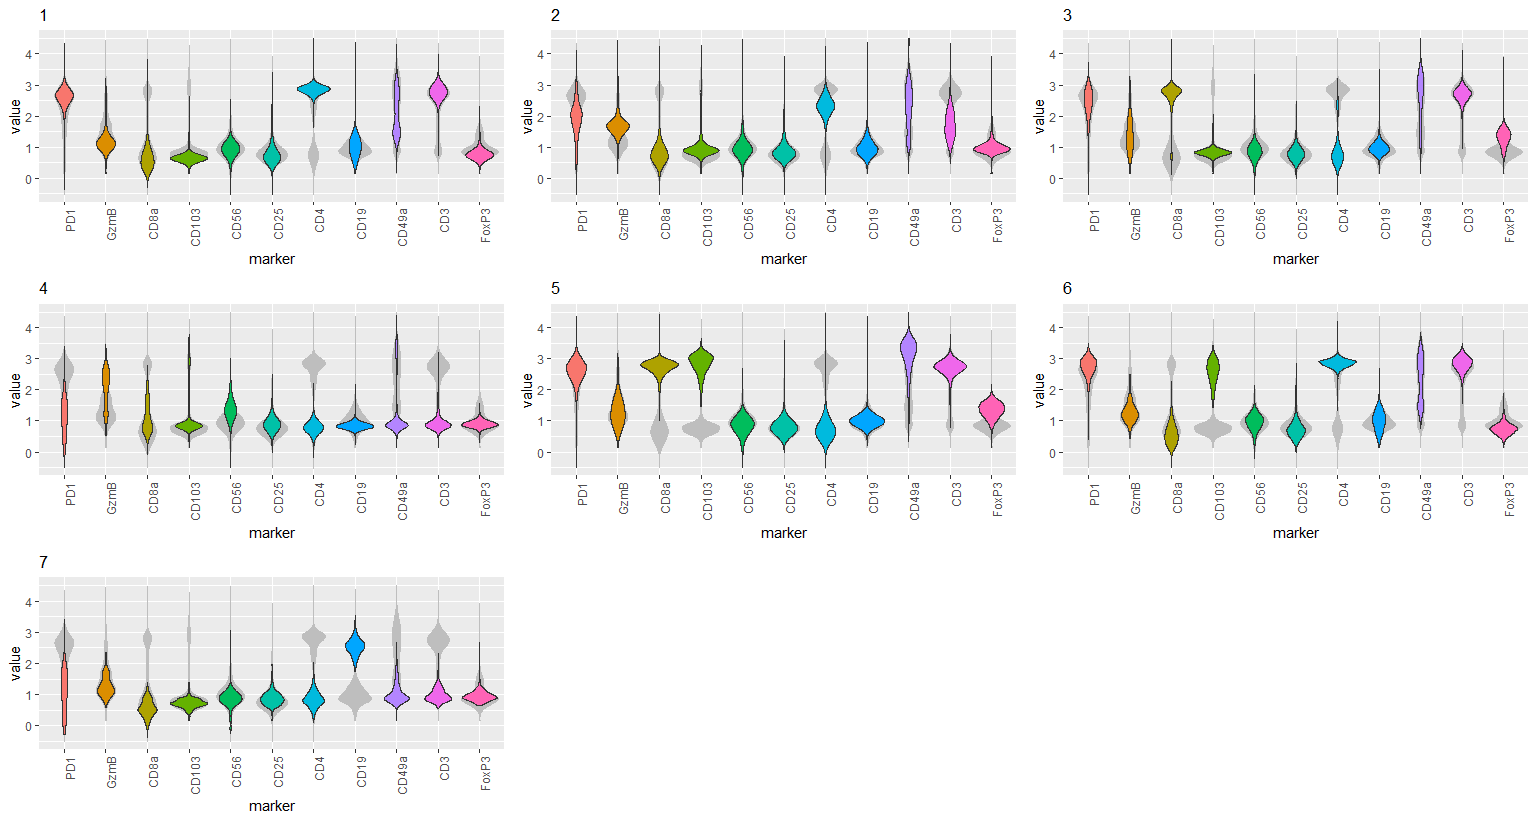 1
value
4
3
2
1
0
PD1
GzmB
CD8a
CD103
CD56
CD25
CD4
CD19
CD49a
CD3
FoxP3
marker
2
value
4
3
2
1
0
PD1
GzmB
CD8a
CD103
CD56
CD25
CD4
CD19
CD49a
CD3
FoxP3
marker
3
value
4
3
2
1
0
PD1
GzmB
CD8a
CD103
CD56
CD25
CD4
CD19
CD49a
CD3
FoxP3
marker
4
value
4
3
2
1
0
PD1
GzmB
CD8a
CD103
CD56
CD25
CD4
CD19
CD49a
CD3
FoxP3
marker
5
value
4
3
2
1
0
PD1
GzmB
CD8a
CD103
CD56
CD25
CD4
CD19
CD49a
CD3
FoxP3
marker
6
value
4
3
2
1
0
PD1
GzmB
CD8a
CD103
CD56
CD25
CD4
CD19
CD49a
CD3
FoxP3
marker
7
value
4
3
2
1
0
PD1
GzmB
CD8a
CD103
CD56
CD25
CD4
CD19
CD49a
CD3
FoxP3
marker